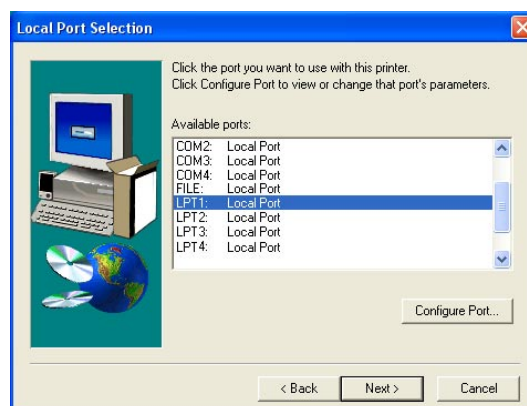 Local Port Selection
Click the port you want to use with this printer.
Click Configure Port to view or change that port's parameters.
Available ports:
COM2: Local Port
COM3: Local Port
COM4: Local Port
FILE: Local Port
LPT1: Local Port
LPT2: Local Port
LPT3: Local Port
LPT4: Local Port
Configure Port...
< Back Next > Cancel